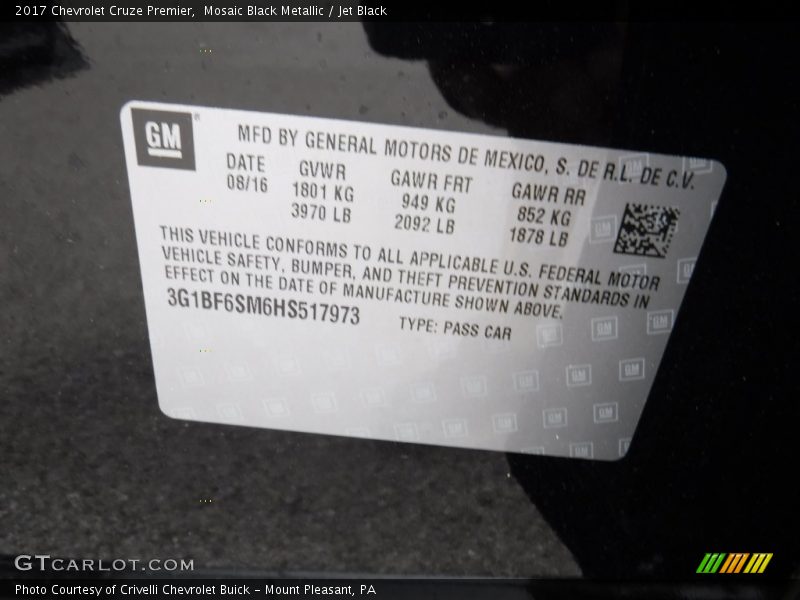 2017 Chevrolet Cruze Premier,  Mosaic Black Metallic / Jet Black
GM
MFD BY GENERAL MOTORS DE MEXICO, S. DE R.L. DE C.V.
DATE GVWR GAWR FRT GAWR RR
08/16 1801 KG 949 KG 852 KG
3970 LB 2092 LB 1878 LB
THIS VEHICLE CONFORMS TO ALL APPLICABLE U.S. FEDERAL MOTOR
VEHICLE SAFETY, BUMPER, AND THEFT PREVENTION STANDARDS IN
EFFECT ON THE DATE OF MANUFACTURE SHOWN ABOVE.
3G1BF6SM6HS517973 TYPE: PASS CAR
GTCARLOT.COM
Photo Courtesy of Crivelli Chevrolet Buick – Mount Pleasant, PA